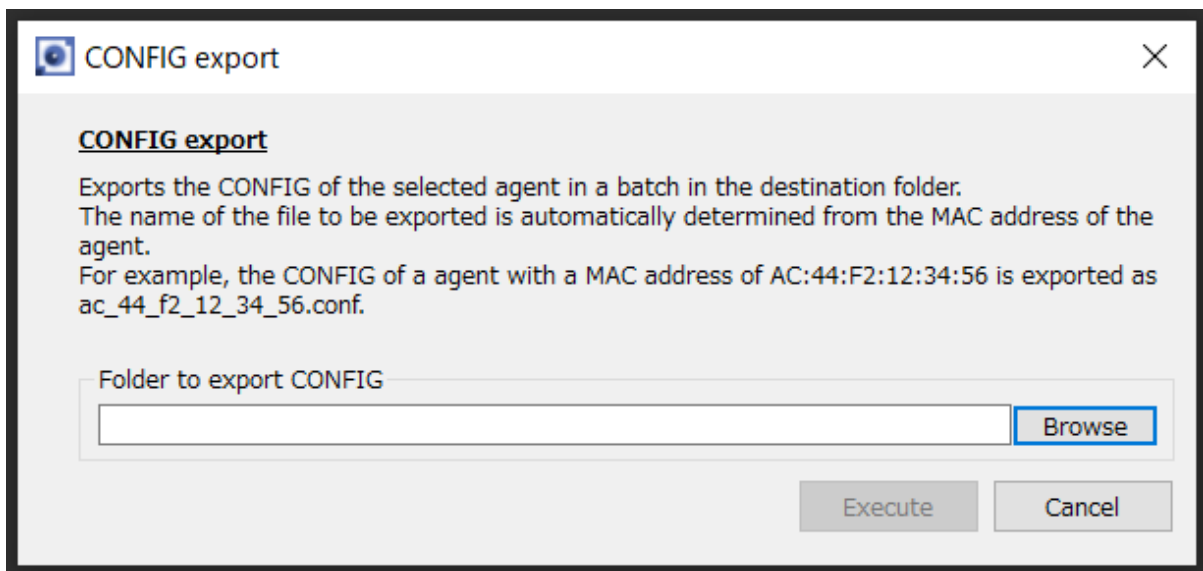 CONFIG export
CONFIG export
Exports the CONFIG of the selected agent in a batch in the destination folder.
The name of the file to be exported is automatically determined from the MAC address of the
agent.
For example, the CONFIG of a agent with a MAC address of AC:44:F2:12:34:56 is exported as
ac_44_f2_12_34_56.conf.
Folder to export CONFIG
Browse
Execute
Cancel